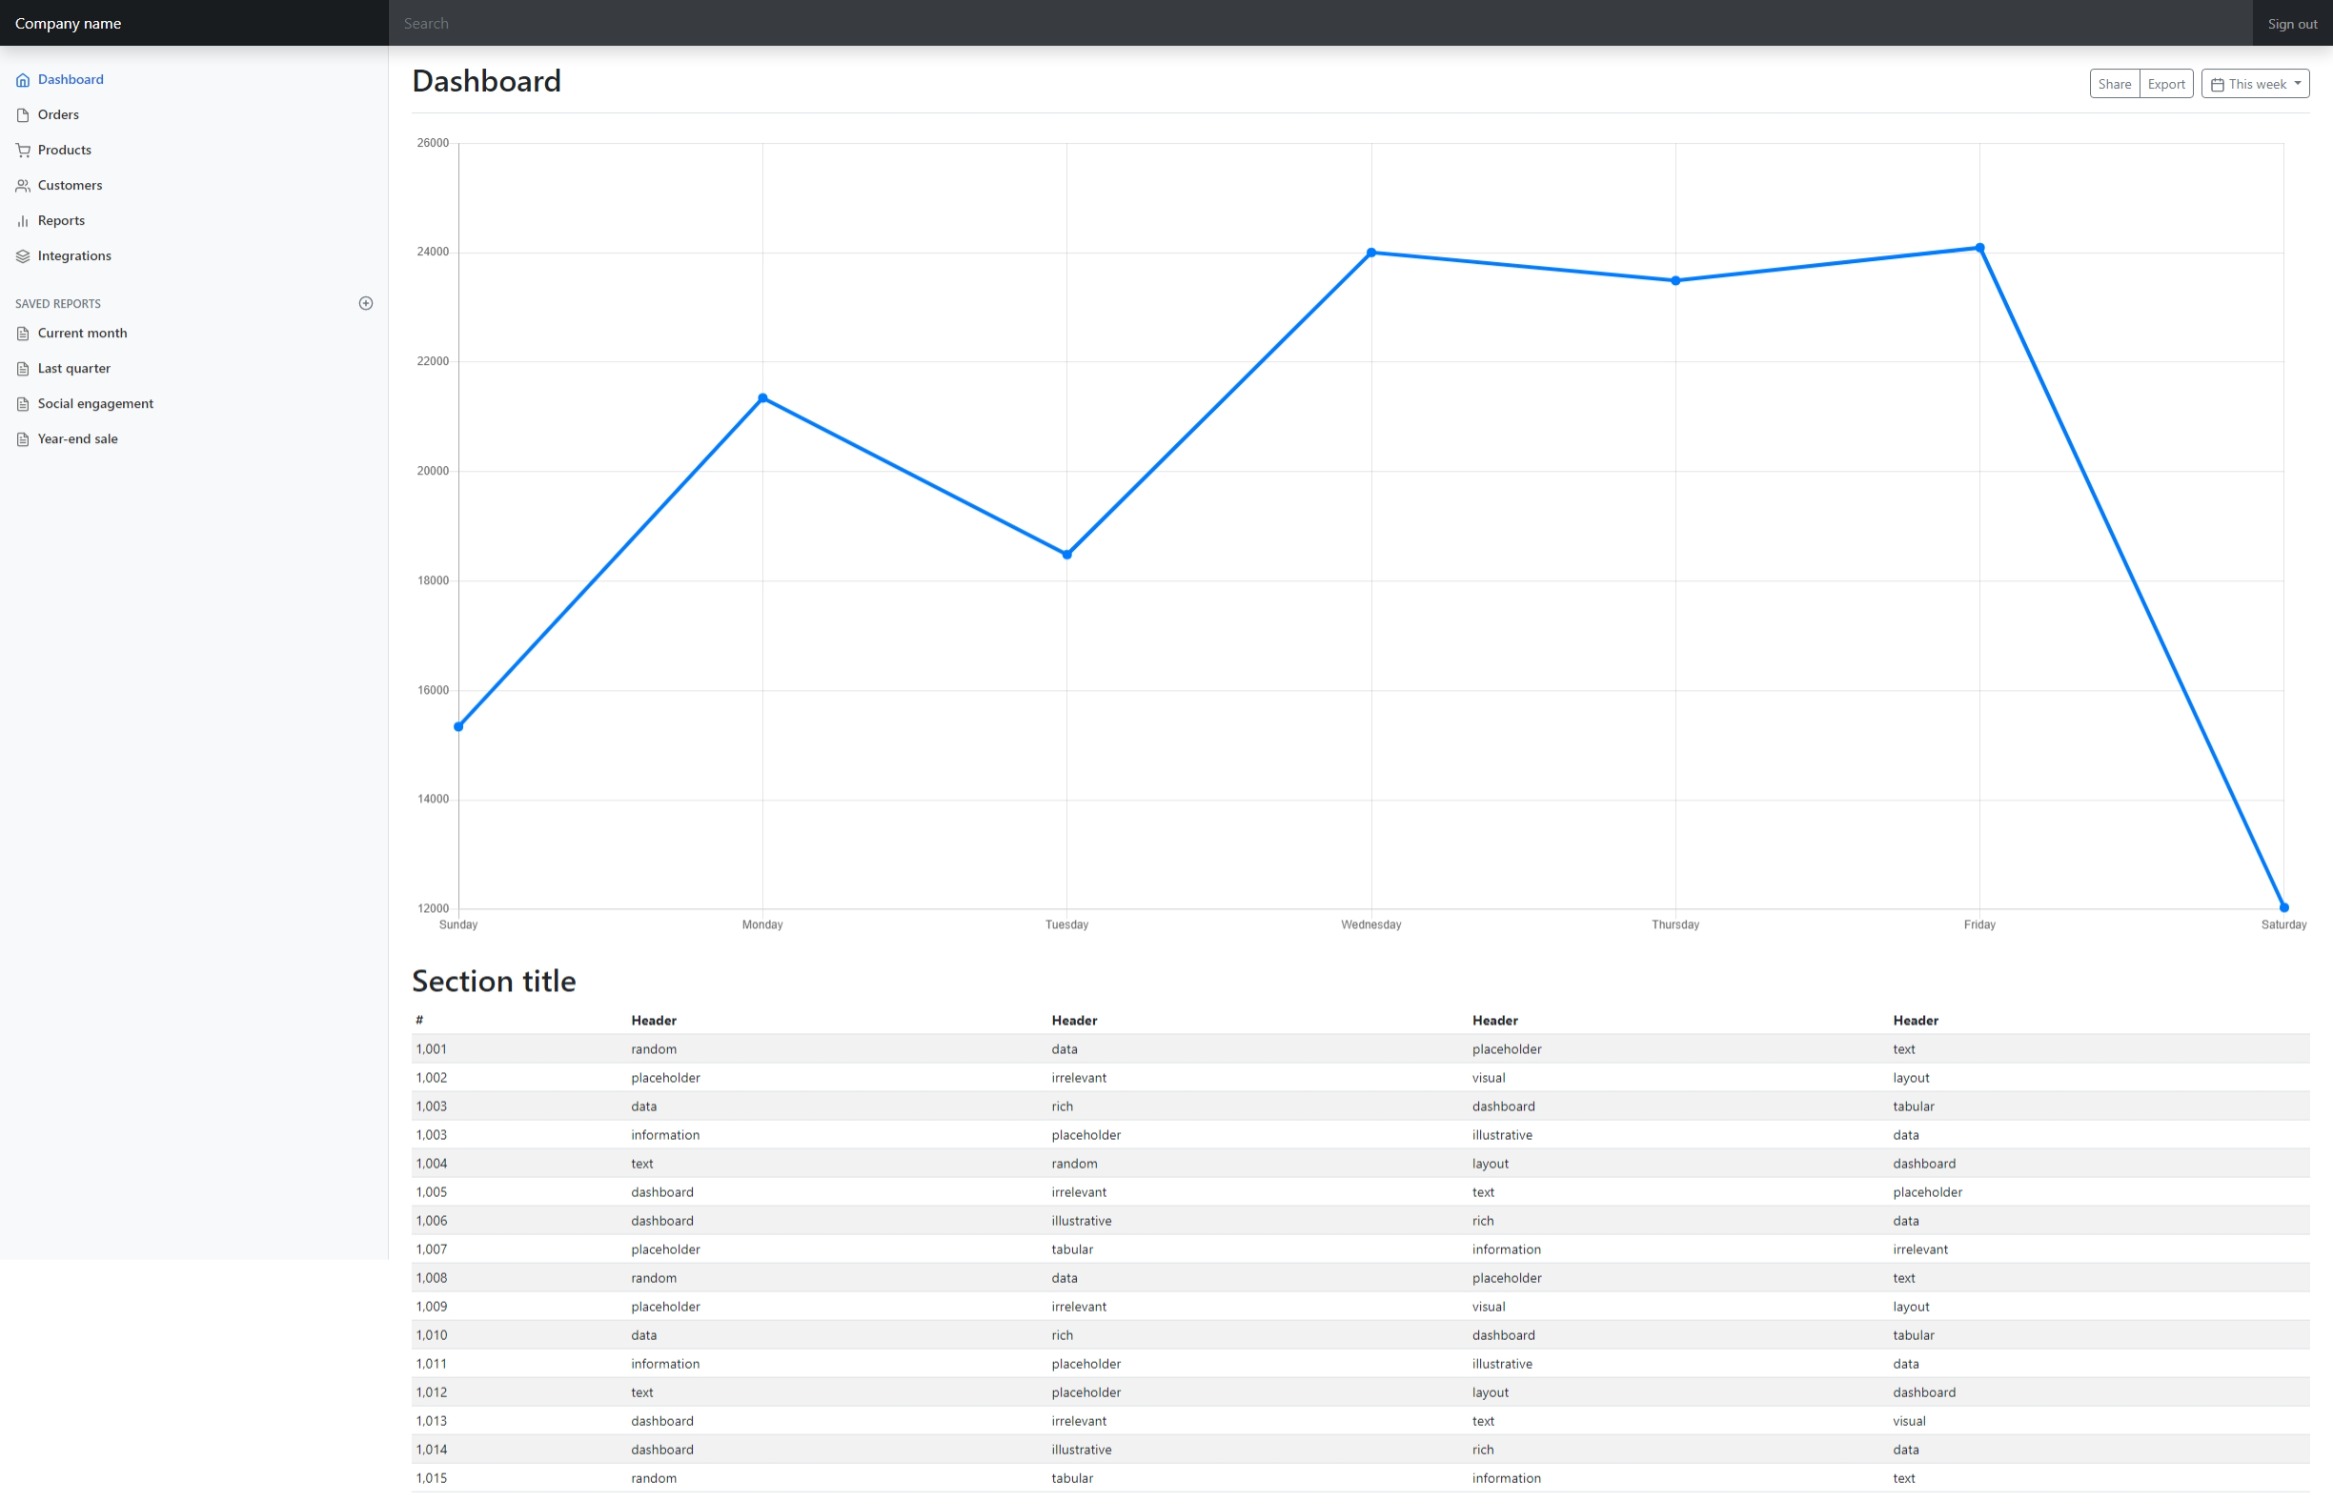 Company name Search Sign out
Dashboard
Orders
Products
Customers
Reports
Integrations
SAVED REPORTS
Current month
Last quarter
Social engagement
Year-end sale
Dashboard
Share Export This week
26000
24000
22000
20000
18000
16000
14000
12000
Sunday Monday Tuesday Wednesday Thursday Friday Saturday
Section title
# Header Header Header Header
1,001 random data placeholder text
1,002 placeholder irrelevant visual layout
1,003 data rich dashboard tabular
1,003 information placeholder illustrative data
1,004 text random layout dashboard
1,005 dashboard irrelevant text placeholder
1,006 dashboard illustrative rich data
1,007 placeholder tabular information irrelevant
1,008 random data placeholder text
1,009 placeholder irrelevant visual layout
1,010 data rich dashboard tabular
1,011 information placeholder illustrative data
1,012 text placeholder layout dashboard
1,013 dashboard irrelevant text visual
1,014 dashboard illustrative rich data
1,015 random tabular information text